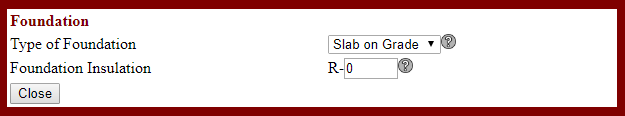 Foundation
Type of Foundation Slab on Grade ?
Foundation Insulation R-0 ?
Close